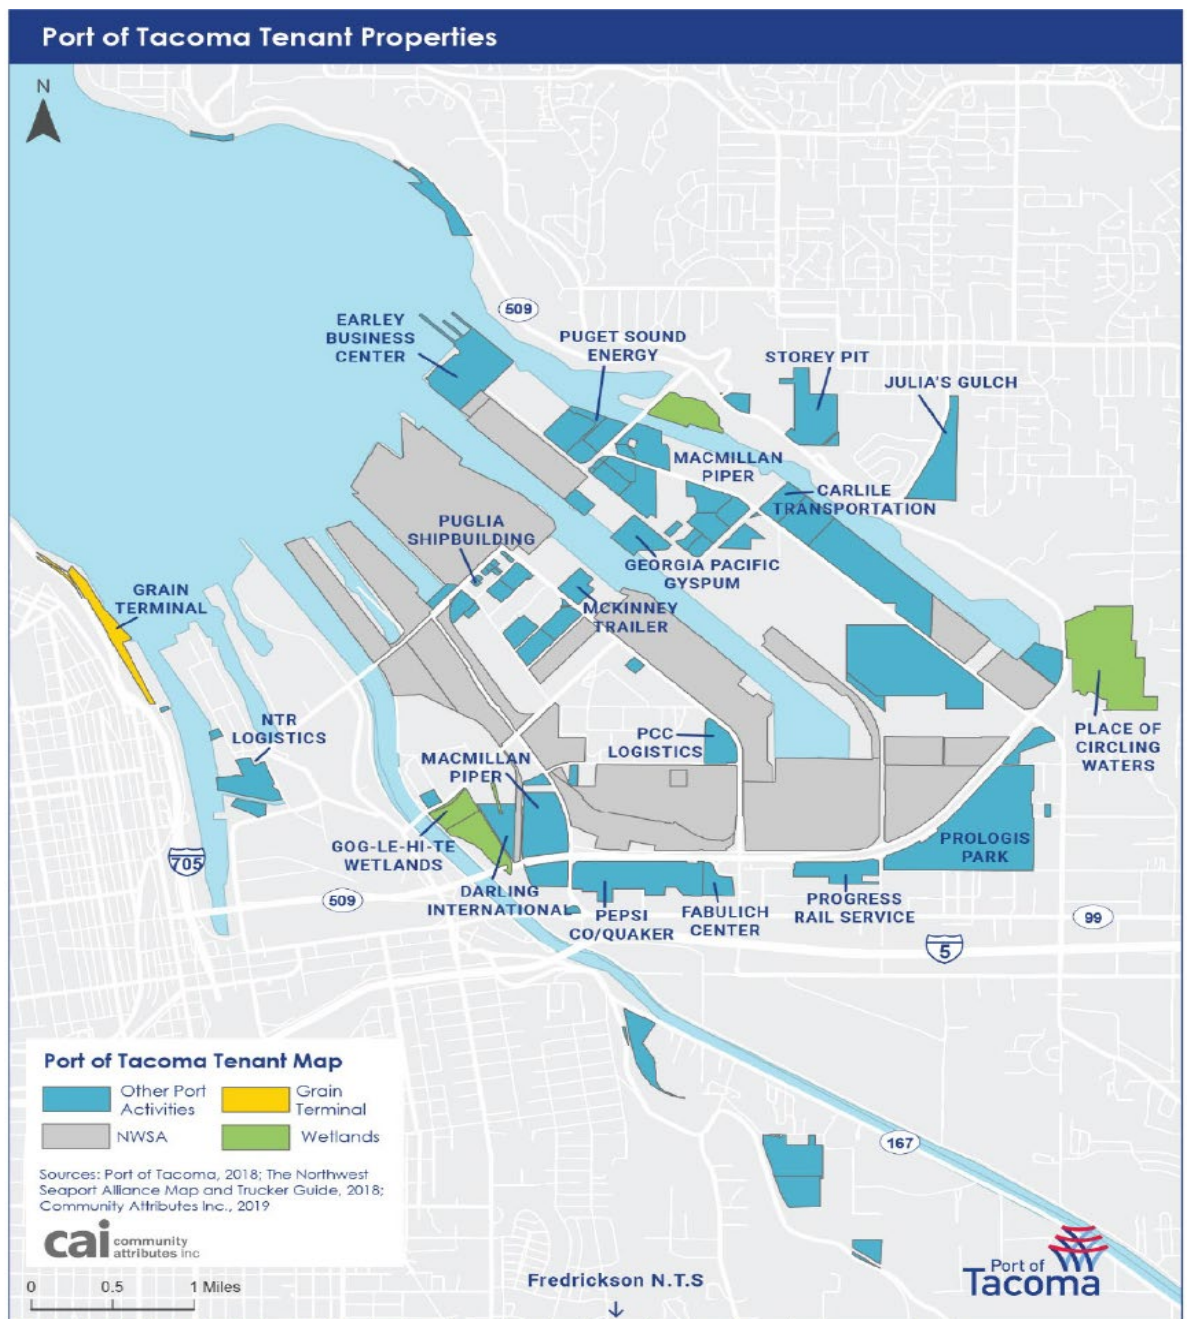 Port of Tacoma Tenant Properties
N
509
EARLEY
BUSINESS
CENTER
PUGET SOUND
ENERGY
STOREY PIT
JULIA'S GULCH
MACMILLAN
PIPER
CARLILE
TRANSPORTATION
PUGLIA
SHIPBUILDING
GEORGIA PACIFIC
GYSPUM
GRAIN
TERMINAL
MCKINNEY
TRAILER
NTR
LOGISTICS
PCC
LOGISTICS
PLACE OF
CIRCLING
WATERS
MACMILLAN
PIPER
GOG-LE-HI-TE
WETLANDS
PROLOGIS
PARK
705
DARLING
INTERNATIONAL
509
PEPSI
CO/QUAKER
FABULICH
CENTER
PROGRESS
RAIL SERVICE
99
5
167
Port of Tacoma Tenant Map
Other Port
Activities
Grain
Terminal
NWSA
Wetlands
Sources: Port of Tacoma, 2018; The Northwest
Seaport Alliance Map and Trucker Guide, 2018;
Community Attributes Inc., 2019
cai community
attributes inc
0 0.5 1 Miles
Fredrickson N.T.S
Port of
Tacoma